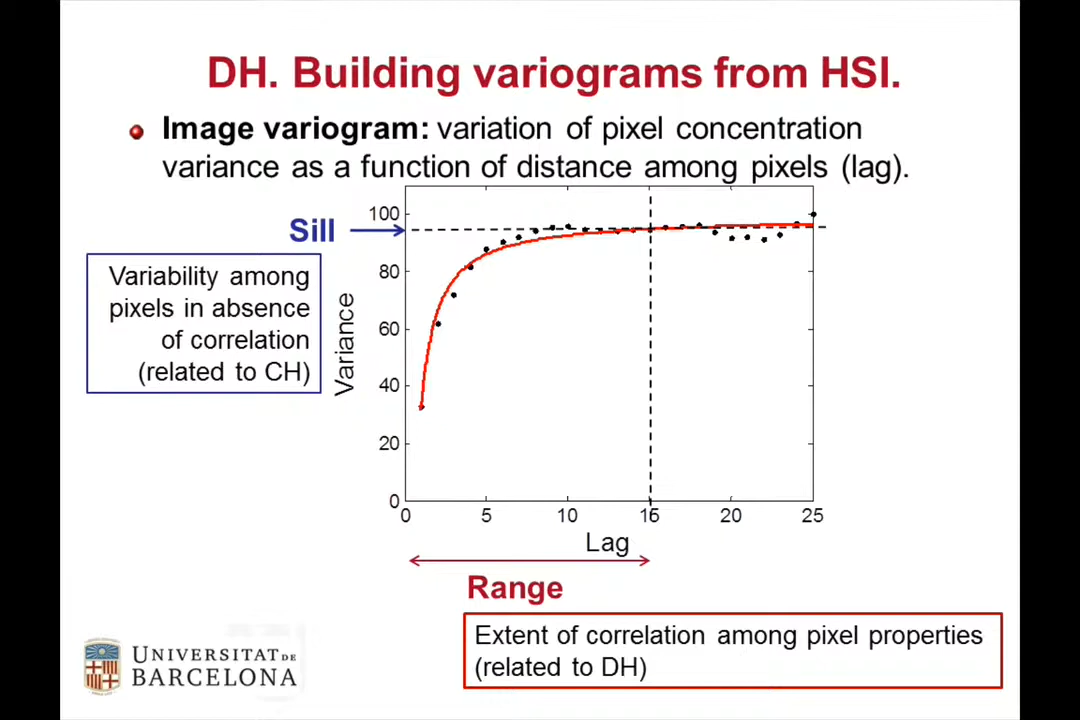 DH. Building variograms from HSI.
Image variogram: variation of pixel concentration
variance as a function of distance among pixels (lag).
Sill
Variability among
pixels in absence
of correlation
(related to CH)
Variance
100
80
60
40
20
0
0 5 10 15 20 25
Lag
Range
Extent of correlation among pixel properties
(related to DH)
UNIVERSITAT DE
BARCELONA